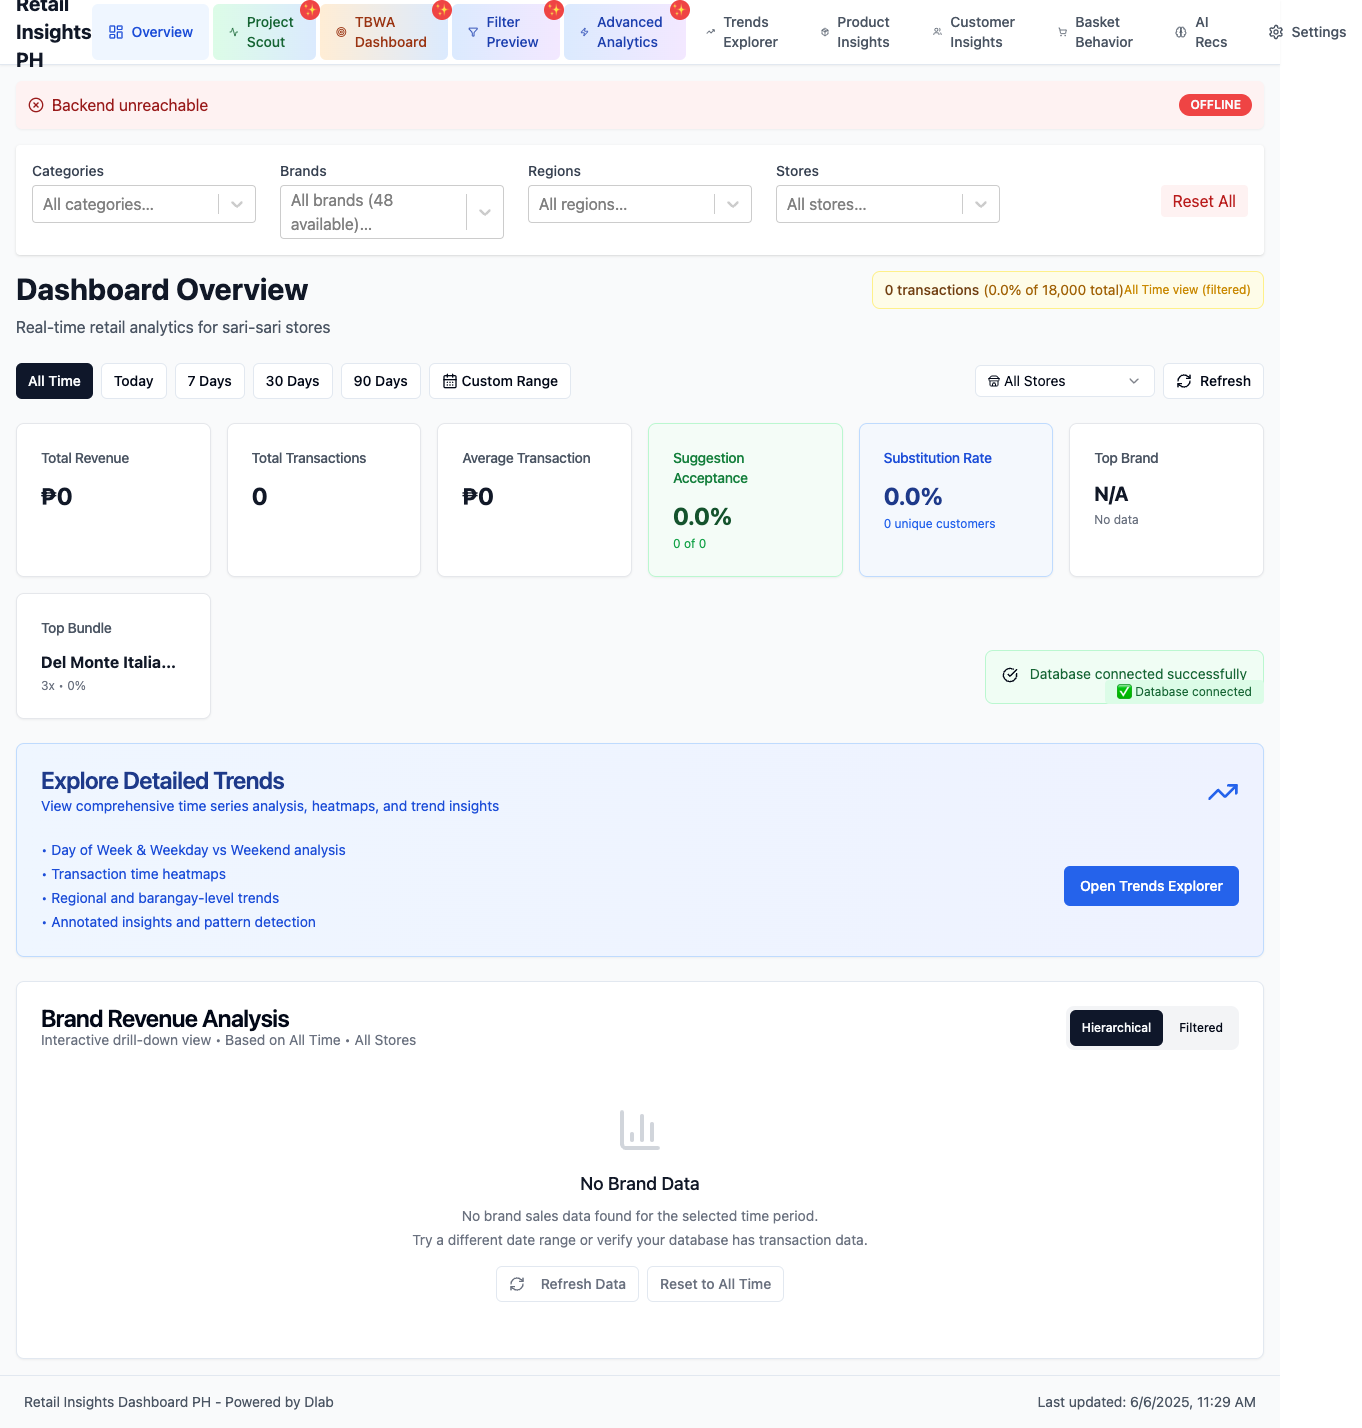 Retail
Insights
PH
Overview
Project
Scout
TBWA
Dashboard
Filter
Preview
Advanced
Analytics
Trends
Explorer
Product
Insights
Customer
Insights
Basket
Behavior
AI
Recs
Settings
Backend unreachable
OFFLINE
Categories
All categories...
Brands
All brands (48
available)...
Regions
All regions...
Stores
All stores...
Reset All
Dashboard Overview
0 transactions (0.0% of 18,000 total)All Time view (filtered)
Real-time retail analytics for sari-sari stores
All Time
Today
7 Days
30 Days
90 Days
Custom Range
All Stores
Refresh
Total Revenue
₱0
Total Transactions
0
Average Transaction
₱0
Suggestion
Acceptance
0.0%
0 of 0
Substitution Rate
0.0%
0 unique customers
Top Brand
N/A
No data
Top Bundle
Del Monte Italia...
3x • 0%
Database connected successfully
✅ Database connected
Explore Detailed Trends
View comprehensive time series analysis, heatmaps, and trend insights
• Day of Week & Weekday vs Weekend analysis
• Transaction time heatmaps
• Regional and barangay-level trends
• Annotated insights and pattern detection
Open Trends Explorer
Brand Revenue Analysis
Interactive drill-down view • Based on All Time • All Stores
Hierarchical
Filtered
No Brand Data
No brand sales data found for the selected time period.
Try a different date range or verify your database has transaction data.
Refresh Data
Reset to All Time
Retail Insights Dashboard PH - Powered by Dlab
Last updated: 6/6/2025, 11:29 AM